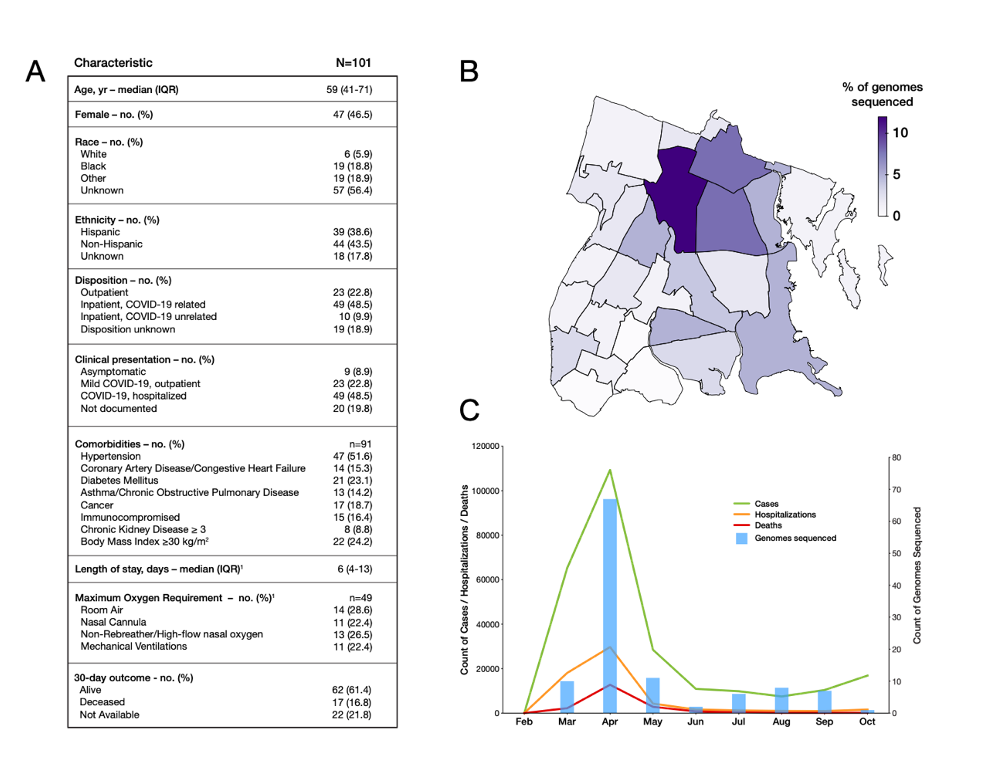 A
Characteristic N=101
Age, yr – median (IQR) 59 (41-71)
Female – no. (%) 47 (46.5)
Race – no. (%)
White 6 (5.9)
Black 19 (18.8)
Other 19 (18.9)
Unknown 57 (56.4)
Ethnicity – no. (%)
Hispanic 39 (38.6)
Non-Hispanic 44 (43.5)
Unknown 18 (17.8)
Disposition – no. (%)
Outpatient 23 (22.8)
Inpatient, COVID-19 related 49 (48.5)
Inpatient, COVID-19 unrelated 10 (9.9)
Disposition unknown 19 (18.9)
Clinical presentation – no. (%)
Asymptomatic 9 (8.9)
Mild COVID-19, outpatient 23 (22.8)
COVID-19, hospitalized 49 (48.5)
Not documented 20 (19.8)
Comorbidities – no. (%) n=91
Hypertension 47 (51.6)
Coronary Artery Disease/Congestive Heart Failure 14 (15.3)
Diabetes Mellitus 21 (23.1)
Asthma/Chronic Obstructive Pulmonary Disease 13 (14.2)
Cancer 17 (18.7)
Immunocompromised 15 (16.4)
Chronic Kidney Disease ≥ 3 8 (8.8)
Body Mass Index ≥30 kg/m² 22 (24.2)
Length of stay, days – median (IQR)¹ 6 (4-13)
Maximum Oxygen Requirement – no. (%)¹ n=49
Room Air 14 (28.6)
Nasal Cannula 11 (22.4)
Non-Rebreather/High-flow nasal oxygen 13 (26.5)
Mechanical Ventilations 11 (22.4)
30-day outcome - no. (%)
Alive 62 (61.4)
Deceased 17 (16.8)
Not Available 22 (21.8)
B
% of genomes
sequenced
10
5
0
C
Count of Cases / Hospitalizations / Deaths
120000
100000
80000
60000
40000
20000
0
Cases
Hospitalizations
Deaths
Genomes sequenced
80
70
60
50
40
30
20
10
0
Count of Genomes Sequenced
Feb Mar Apr May Jun Jul Aug Sep Oct